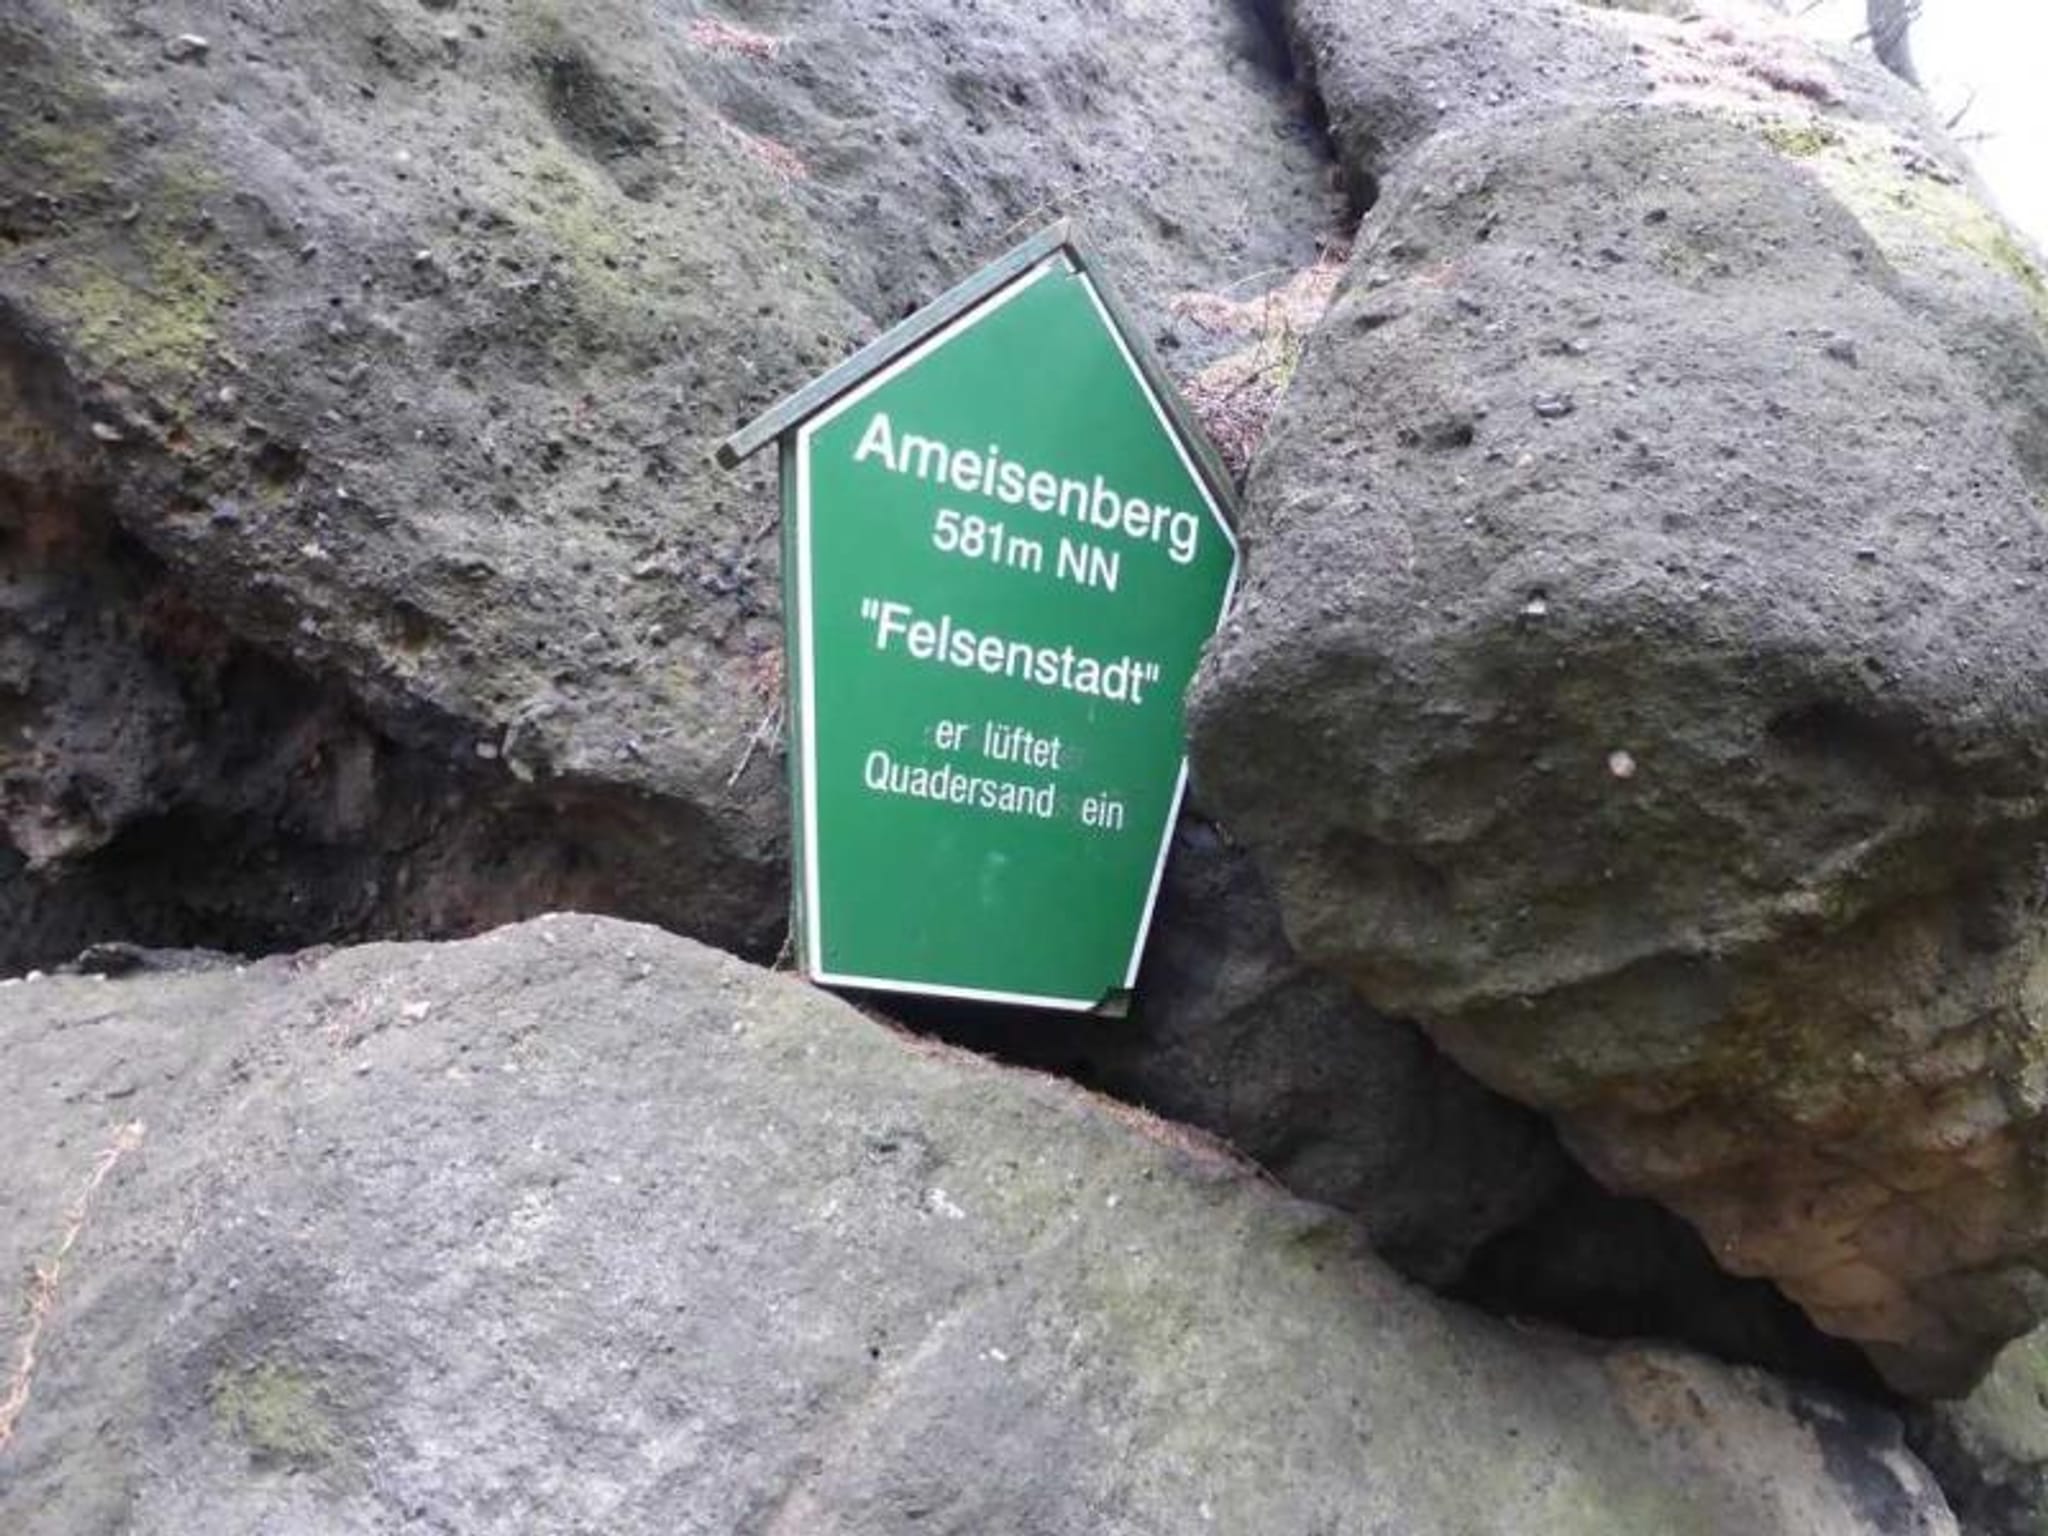 Ameisenberg
581m NN
"Felsenstadt"
er lüftet
Quadersand ein